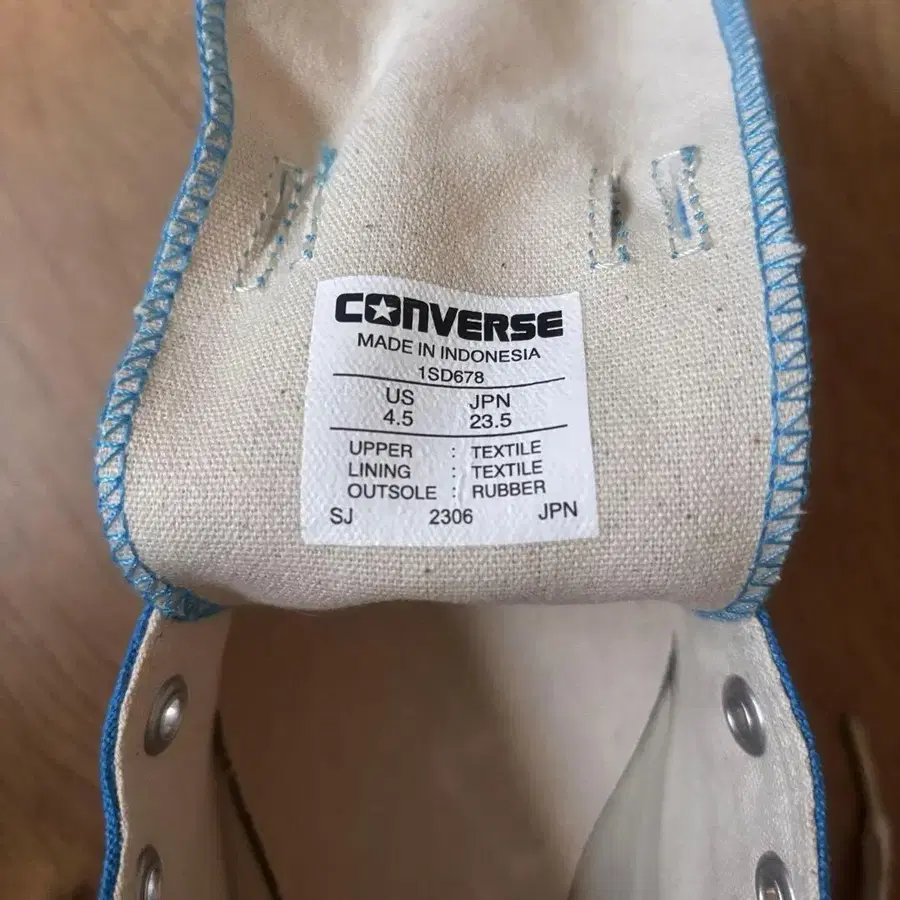 CONVERSE
MADE IN INDONESIA
1SD678
US JPN
4.5 23.5
UPPER : TEXTILE
LINING : TEXTILE
OUTSOLE : RUBBER
SJ 2306 JPN